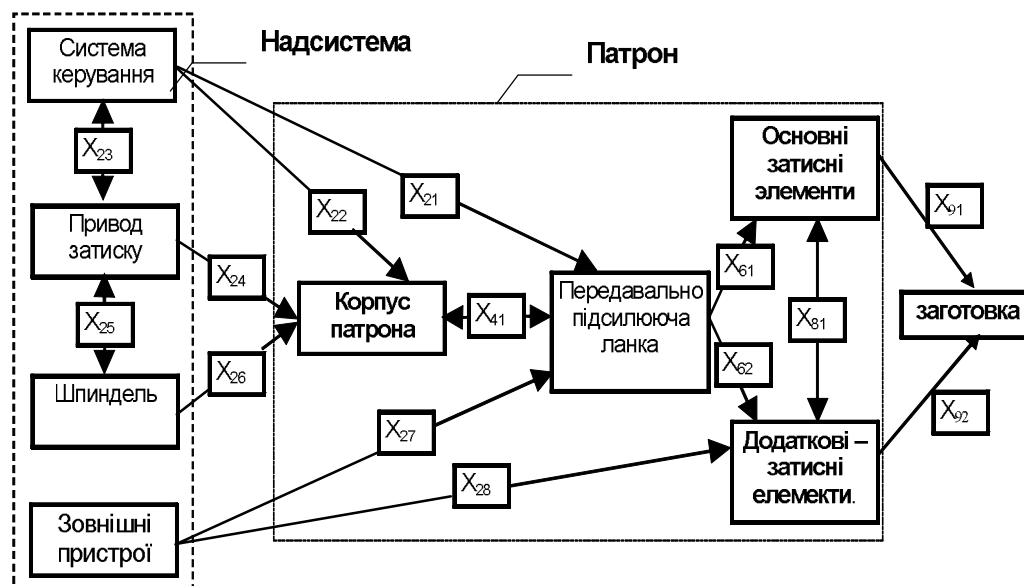 Надсистема
Система
керування
Патрон
X23
X22
X21
Основні
затисні
элементи
X91
Привод
затиску
X24
X61
Корпус
патрона
X41
Передавально
підсилююча
ланка
X81
заготовка
X25
X26
X62
Шпиндель
X27
X92
Додаткові –
затисні
елементи.
X28
Зовнішні
пристрої